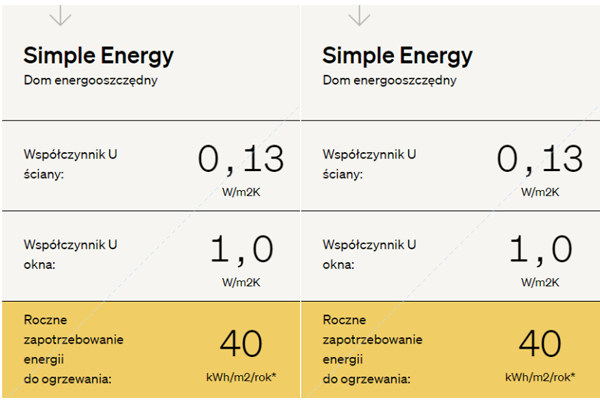 Simple Energy
Dom energooszczędny
Współczynnik U
ściany:
0,13
W/m2K
Współczynnik U
okna:
1,0
W/m2K
Roczne
zapotrzebowanie
energii
do ogrzewania:
40
kWh/m2/rok*
Simple Energy
Dom energooszczędny
Współczynnik U
ściany:
0,13
W/m2K
Współczynnik U
okna:
1,0
W/m2K
Roczne
zapotrzebowanie
energii
do ogrzewania:
40
kWh/m2/rok*